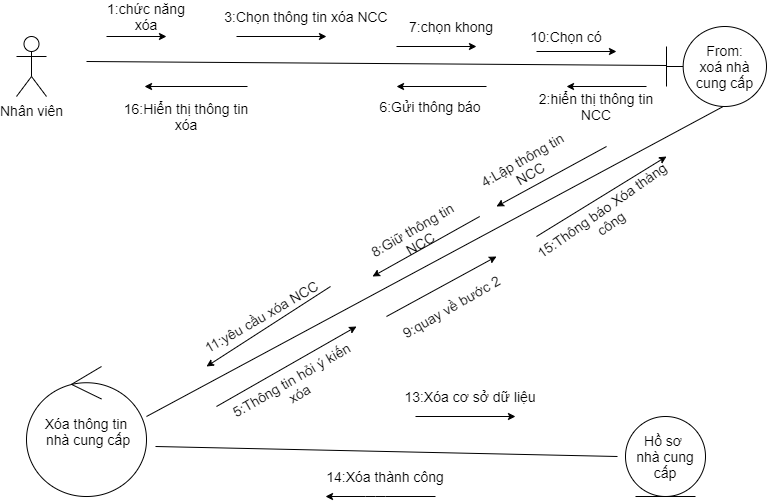 1:chức năng
xóa
3:Chọn thông tin xóa NCC
7:chọn khong
10:Chọn có
From:
xoá nhà
cung cấp
Nhân viên
16:Hiển thị thông tin
xóa
6:Gửi thông báo
2:hiển thị thông tin
NCC
4:Lập thông tin
NCC
15:Thông báo Xóa thàng
công
8:Giữ thông tin
NCC
9:quay về bước 2
11:yêu cầu xóa NCC
5:Thông tin hỏi ý kiến
xóa
13:Xóa cơ sở dữ liệu
Xóa thông tin
nhà cung cấp
Hồ sơ
nhà cung
cấp
14:Xóa thành công